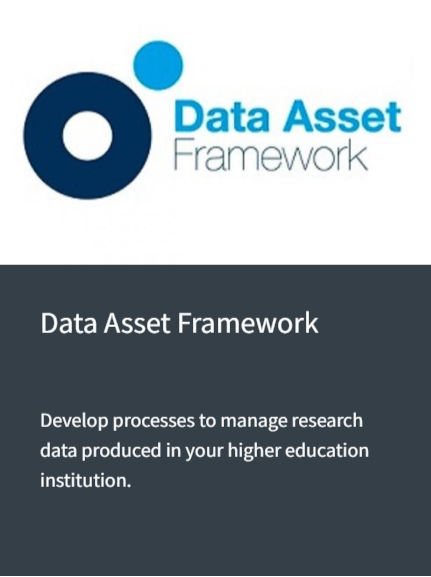 Data Asset
Framework
Data Asset Framework
Develop processes to manage research
data produced in your higher education
institution.